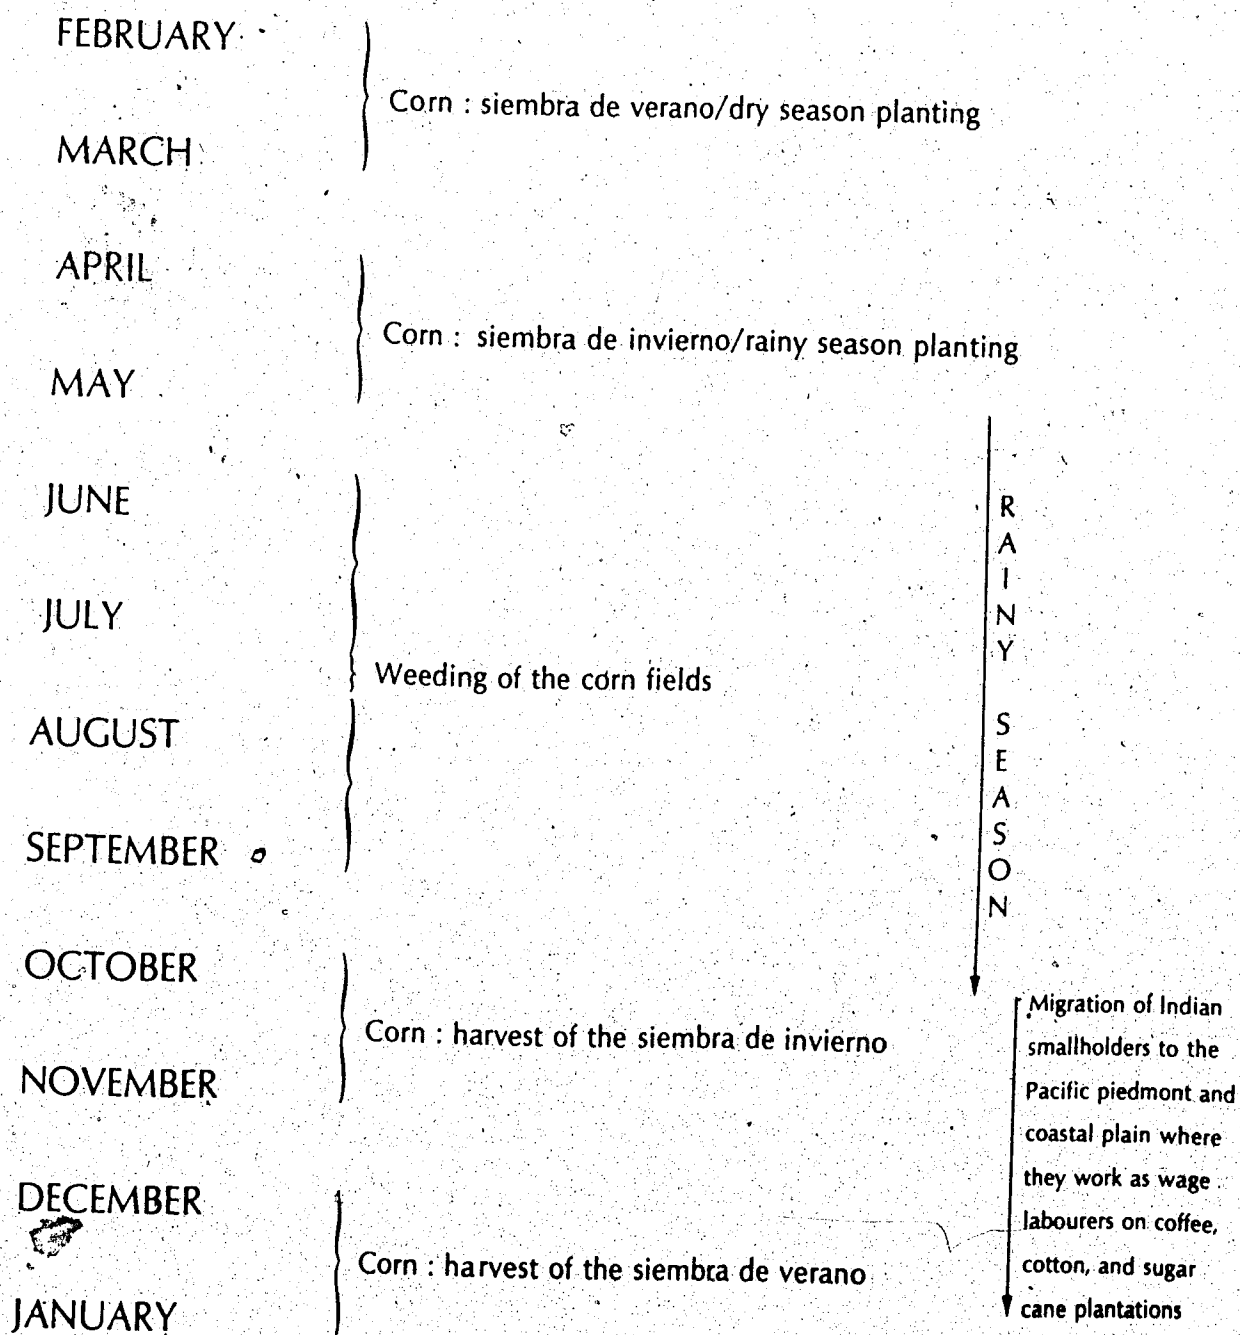 FEBRUARY
Corn : siembra de verano/dry season planting
MARCH
APRIL
Corn : siembra de invierno/rainy season planting
MAY
JUNE
JULY
Weeding of the corn fields
AUGUST
SEPTEMBER
RAINY SEASON
OCTOBER
Corn : harvest of the siembra de invierno
NOVEMBER
DECEMBER
Corn : harvest of the siembra de verano
JANUARY
Migration of Indian
smallholders to the
Pacific piedmont and
coastal plain where
they work as wage
labourers on coffee,
cotton, and sugar
cane plantations